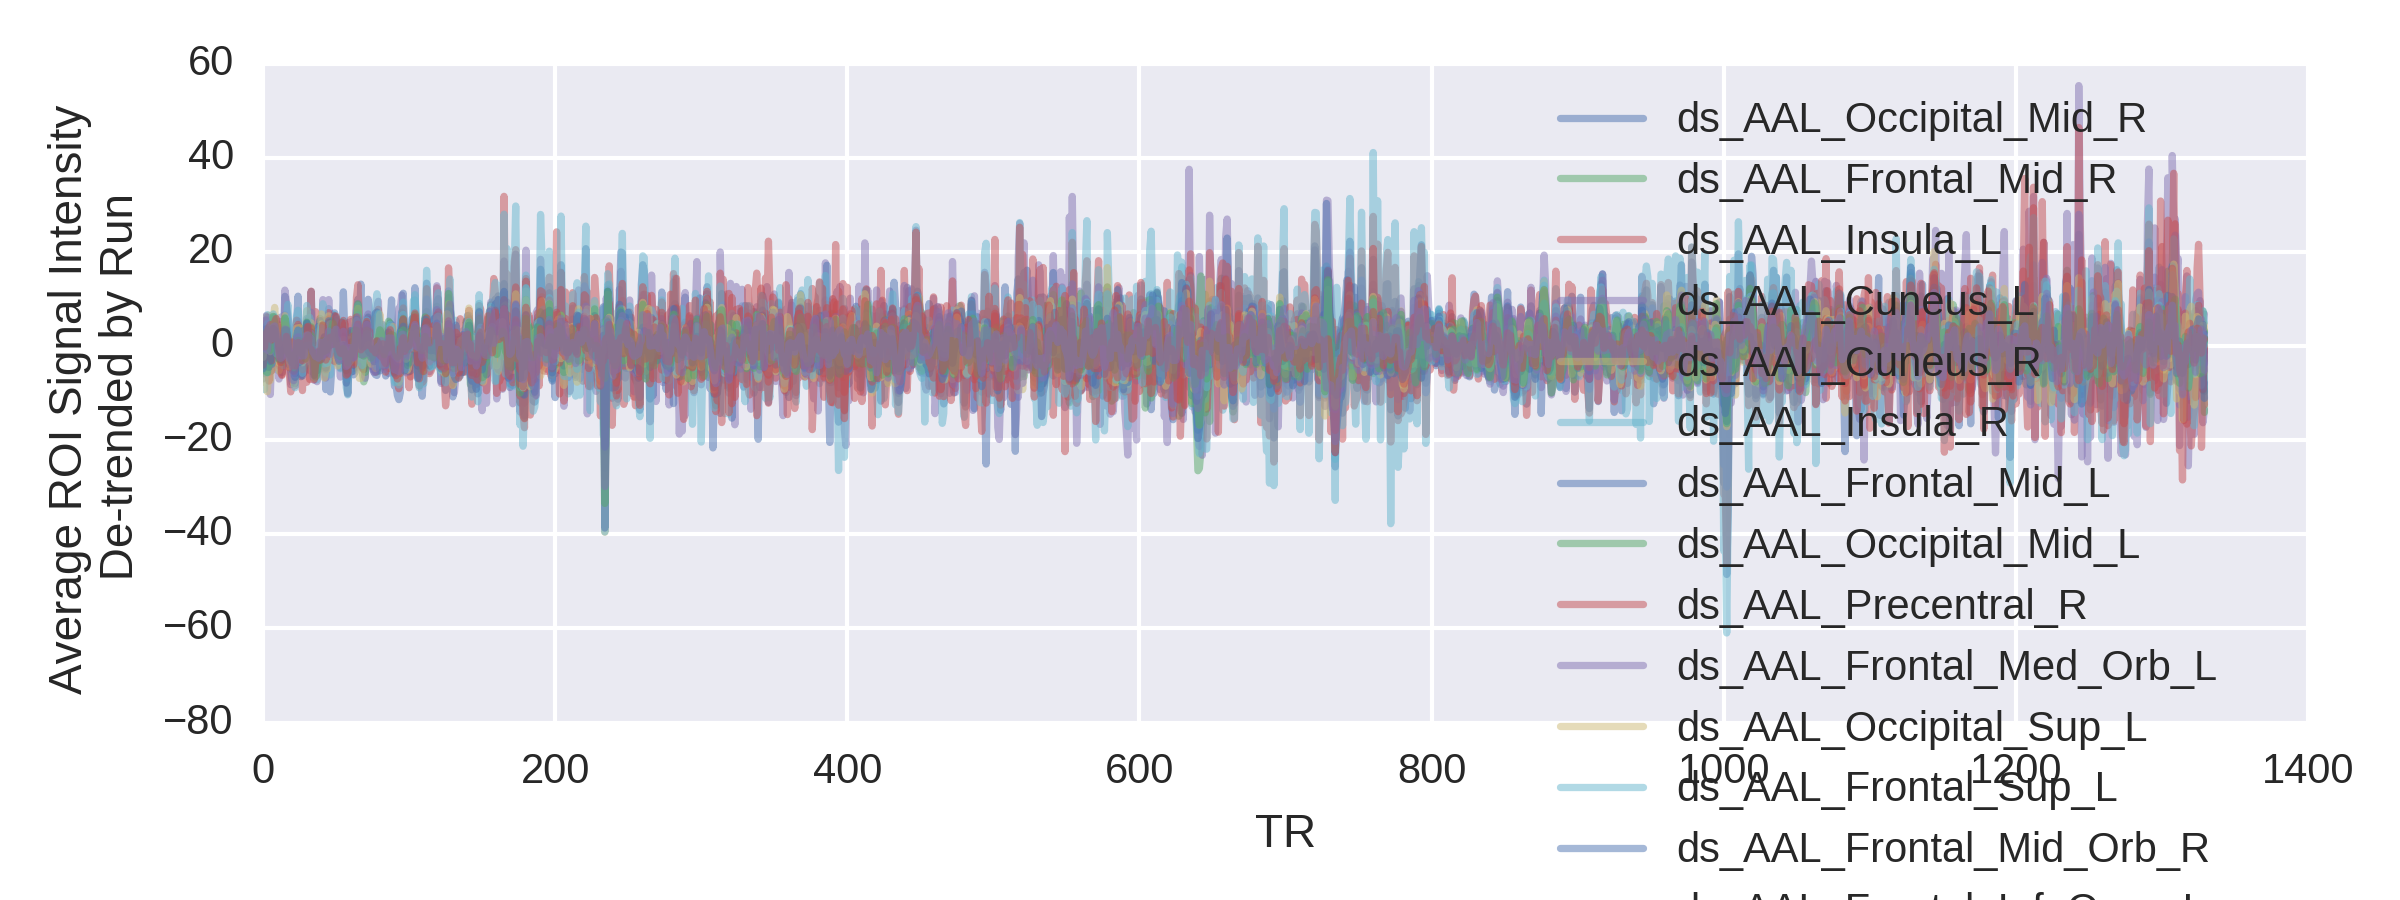 Average ROI Signal Intensity
De-trended by Run
60
40
20
0
−20
−40
−60
−80
0
200
400
600
800
1000
1200
1400
TR
ds_AAL_Occipital_Mid_R
ds_AAL_Frontal_Mid_R
ds_AAL_Insula_L
ds_AAL_Cuneus_L
ds_AAL_Cuneus_R
ds_AAL_Insula_R
ds_AAL_Frontal_Mid_L
ds_AAL_Occipital_Mid_L
ds_AAL_Precentral_R
ds_AAL_Frontal_Med_Orb_L
ds_AAL_Occipital_Sup_L
ds_AAL_Frontal_Sup_L
ds_AAL_Frontal_Mid_Orb_R